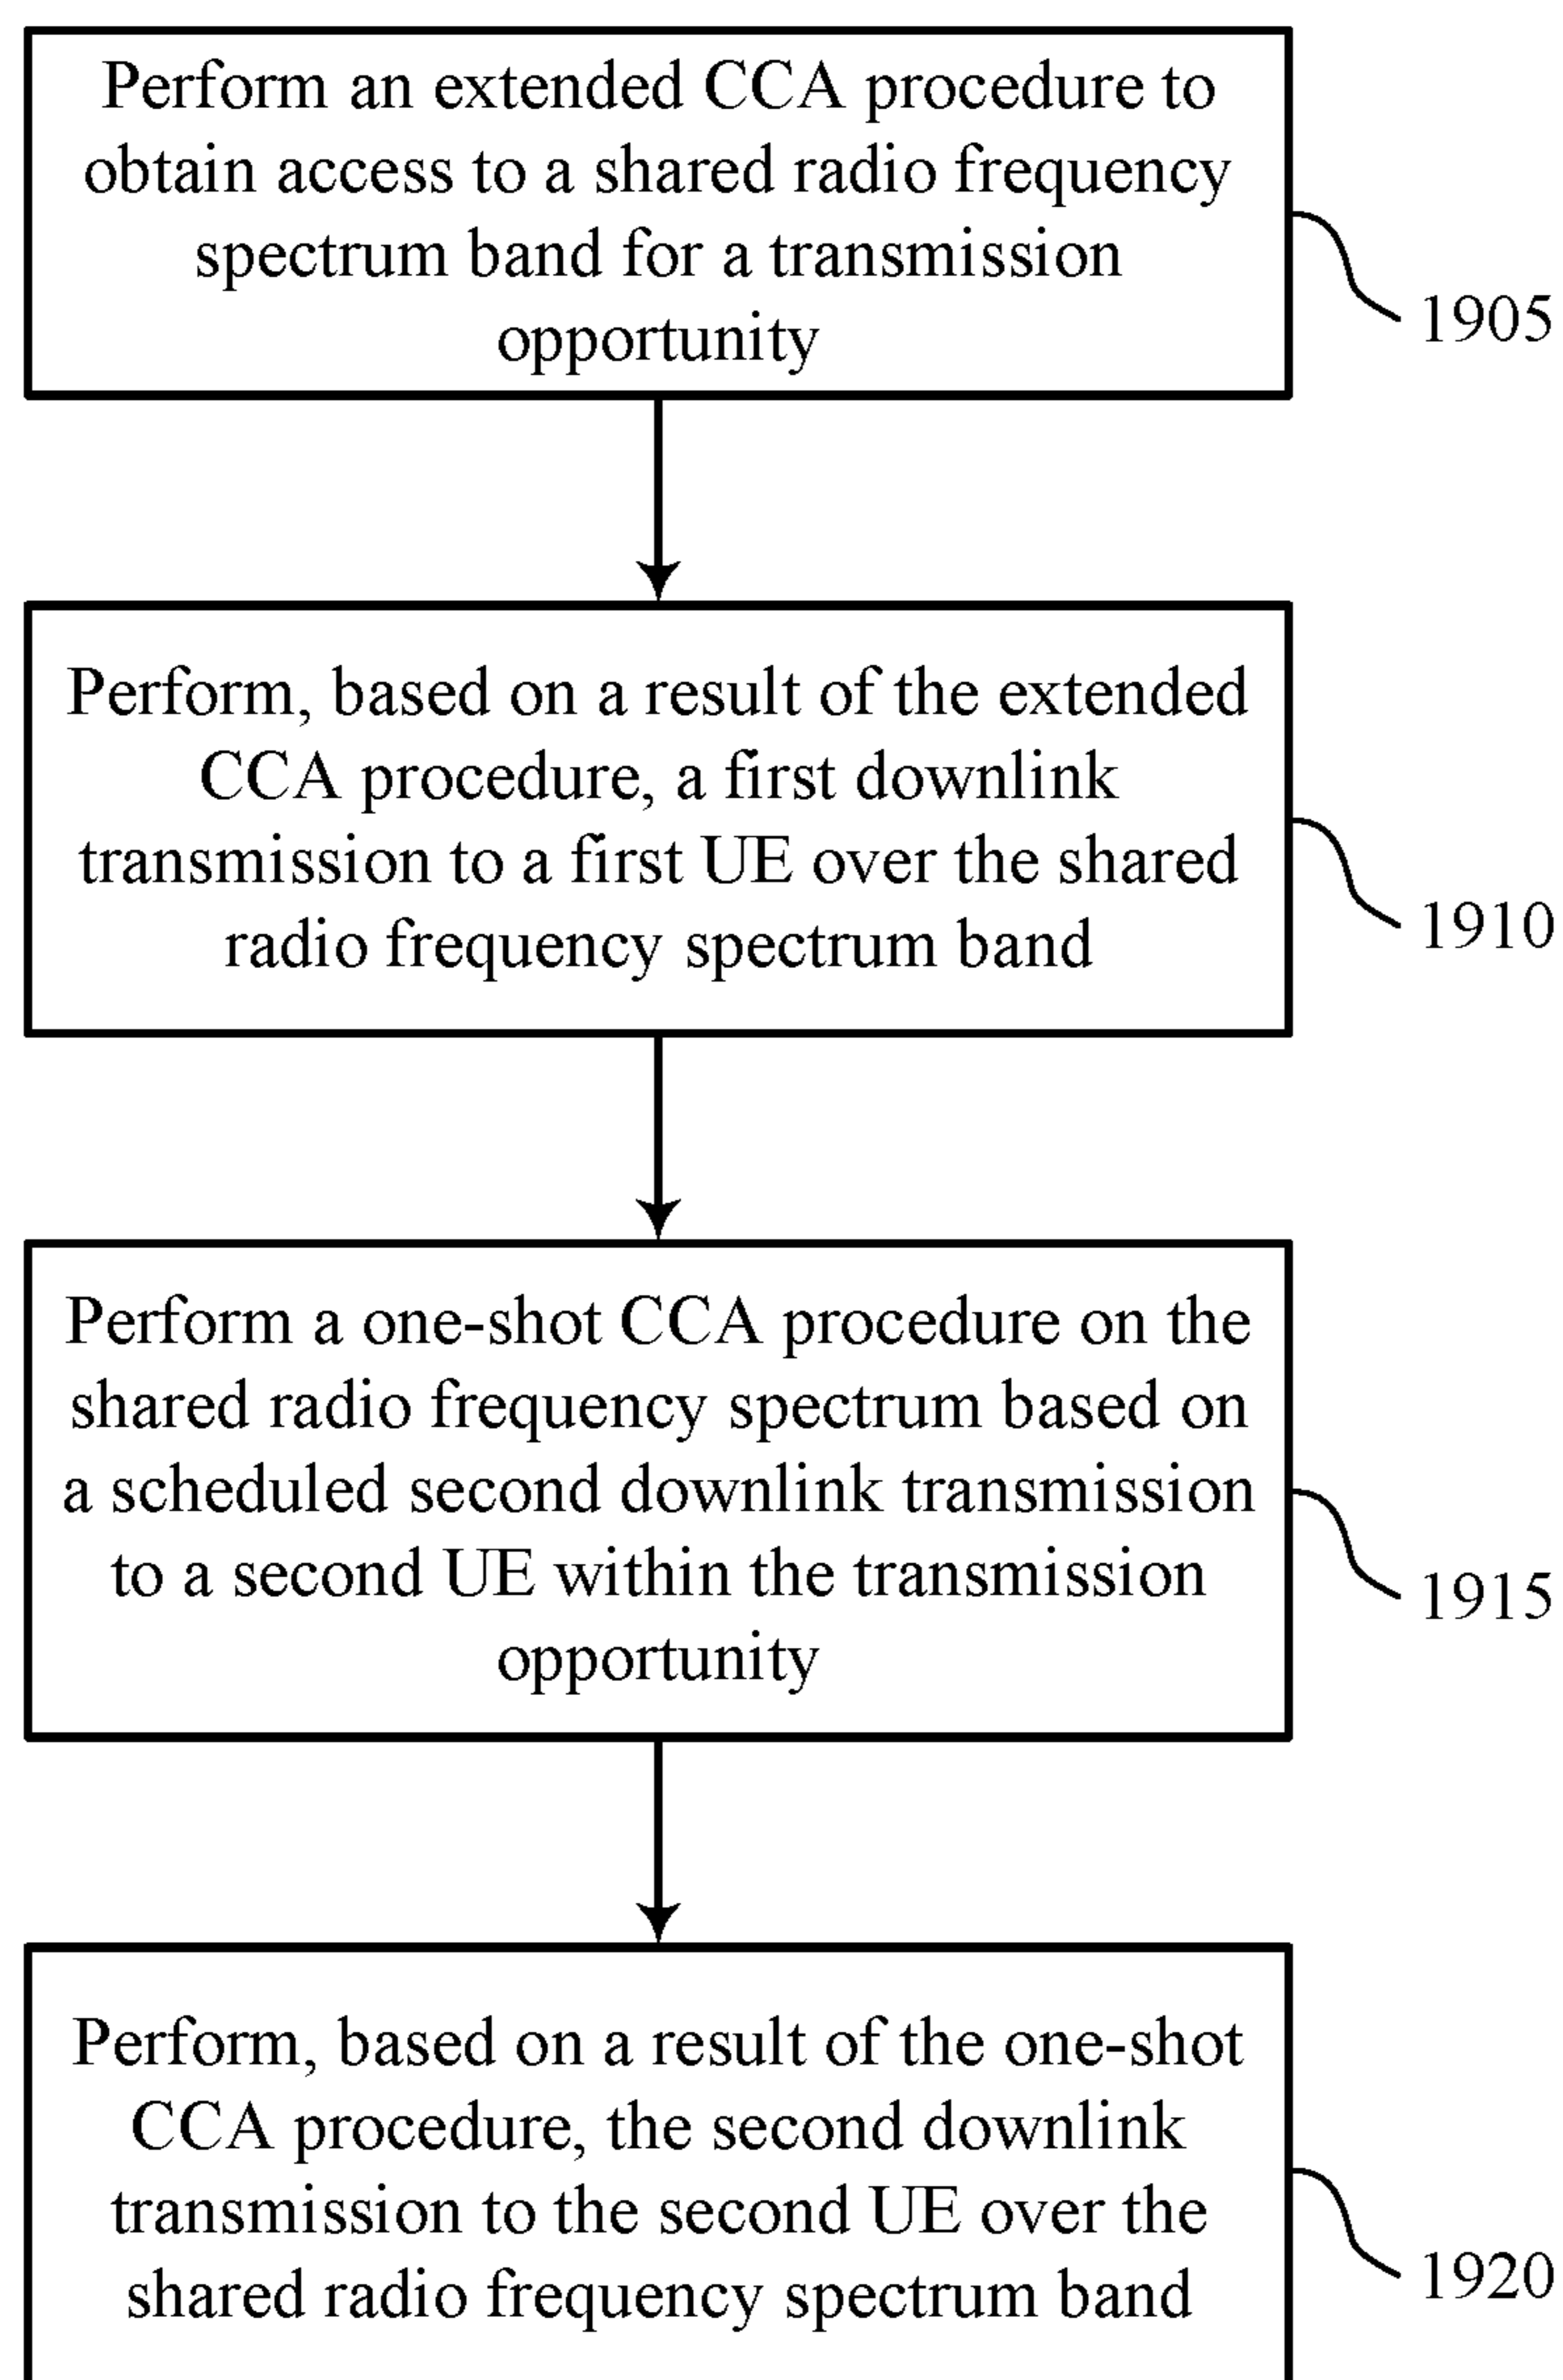 Perform an extended CCA procedure to
obtain access to a shared radio frequency
spectrum band for a transmission
opportunity
1905
Perform, based on a result of the extended
CCA procedure, a first downlink
transmission to a first UE over the shared
radio frequency spectrum band
1910
Perform a one-shot CCA procedure on the
shared radio frequency spectrum based on
a scheduled second downlink transmission
to a second UE within the transmission
opportunity
1915
Perform, based on a result of the one-shot
CCA procedure, the second downlink
transmission to the second UE over the
shared radio frequency spectrum band
1920